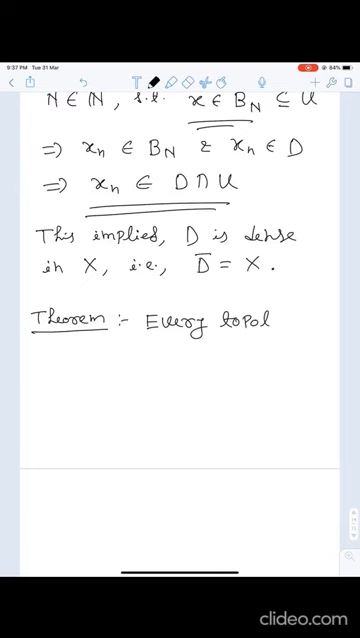 9:37 PM Tue 31 Mar
84%
N ∈ ℕ, s.t. x ∈ B_N ⊆ U
⇒ x_n ∈ B_N & x_n ∈ D
⇒ x_n ∈ D ∩ U
This implied, D is dense
in X, i.e., D̅ = X.
Theorem :- Every topol
clideo.com